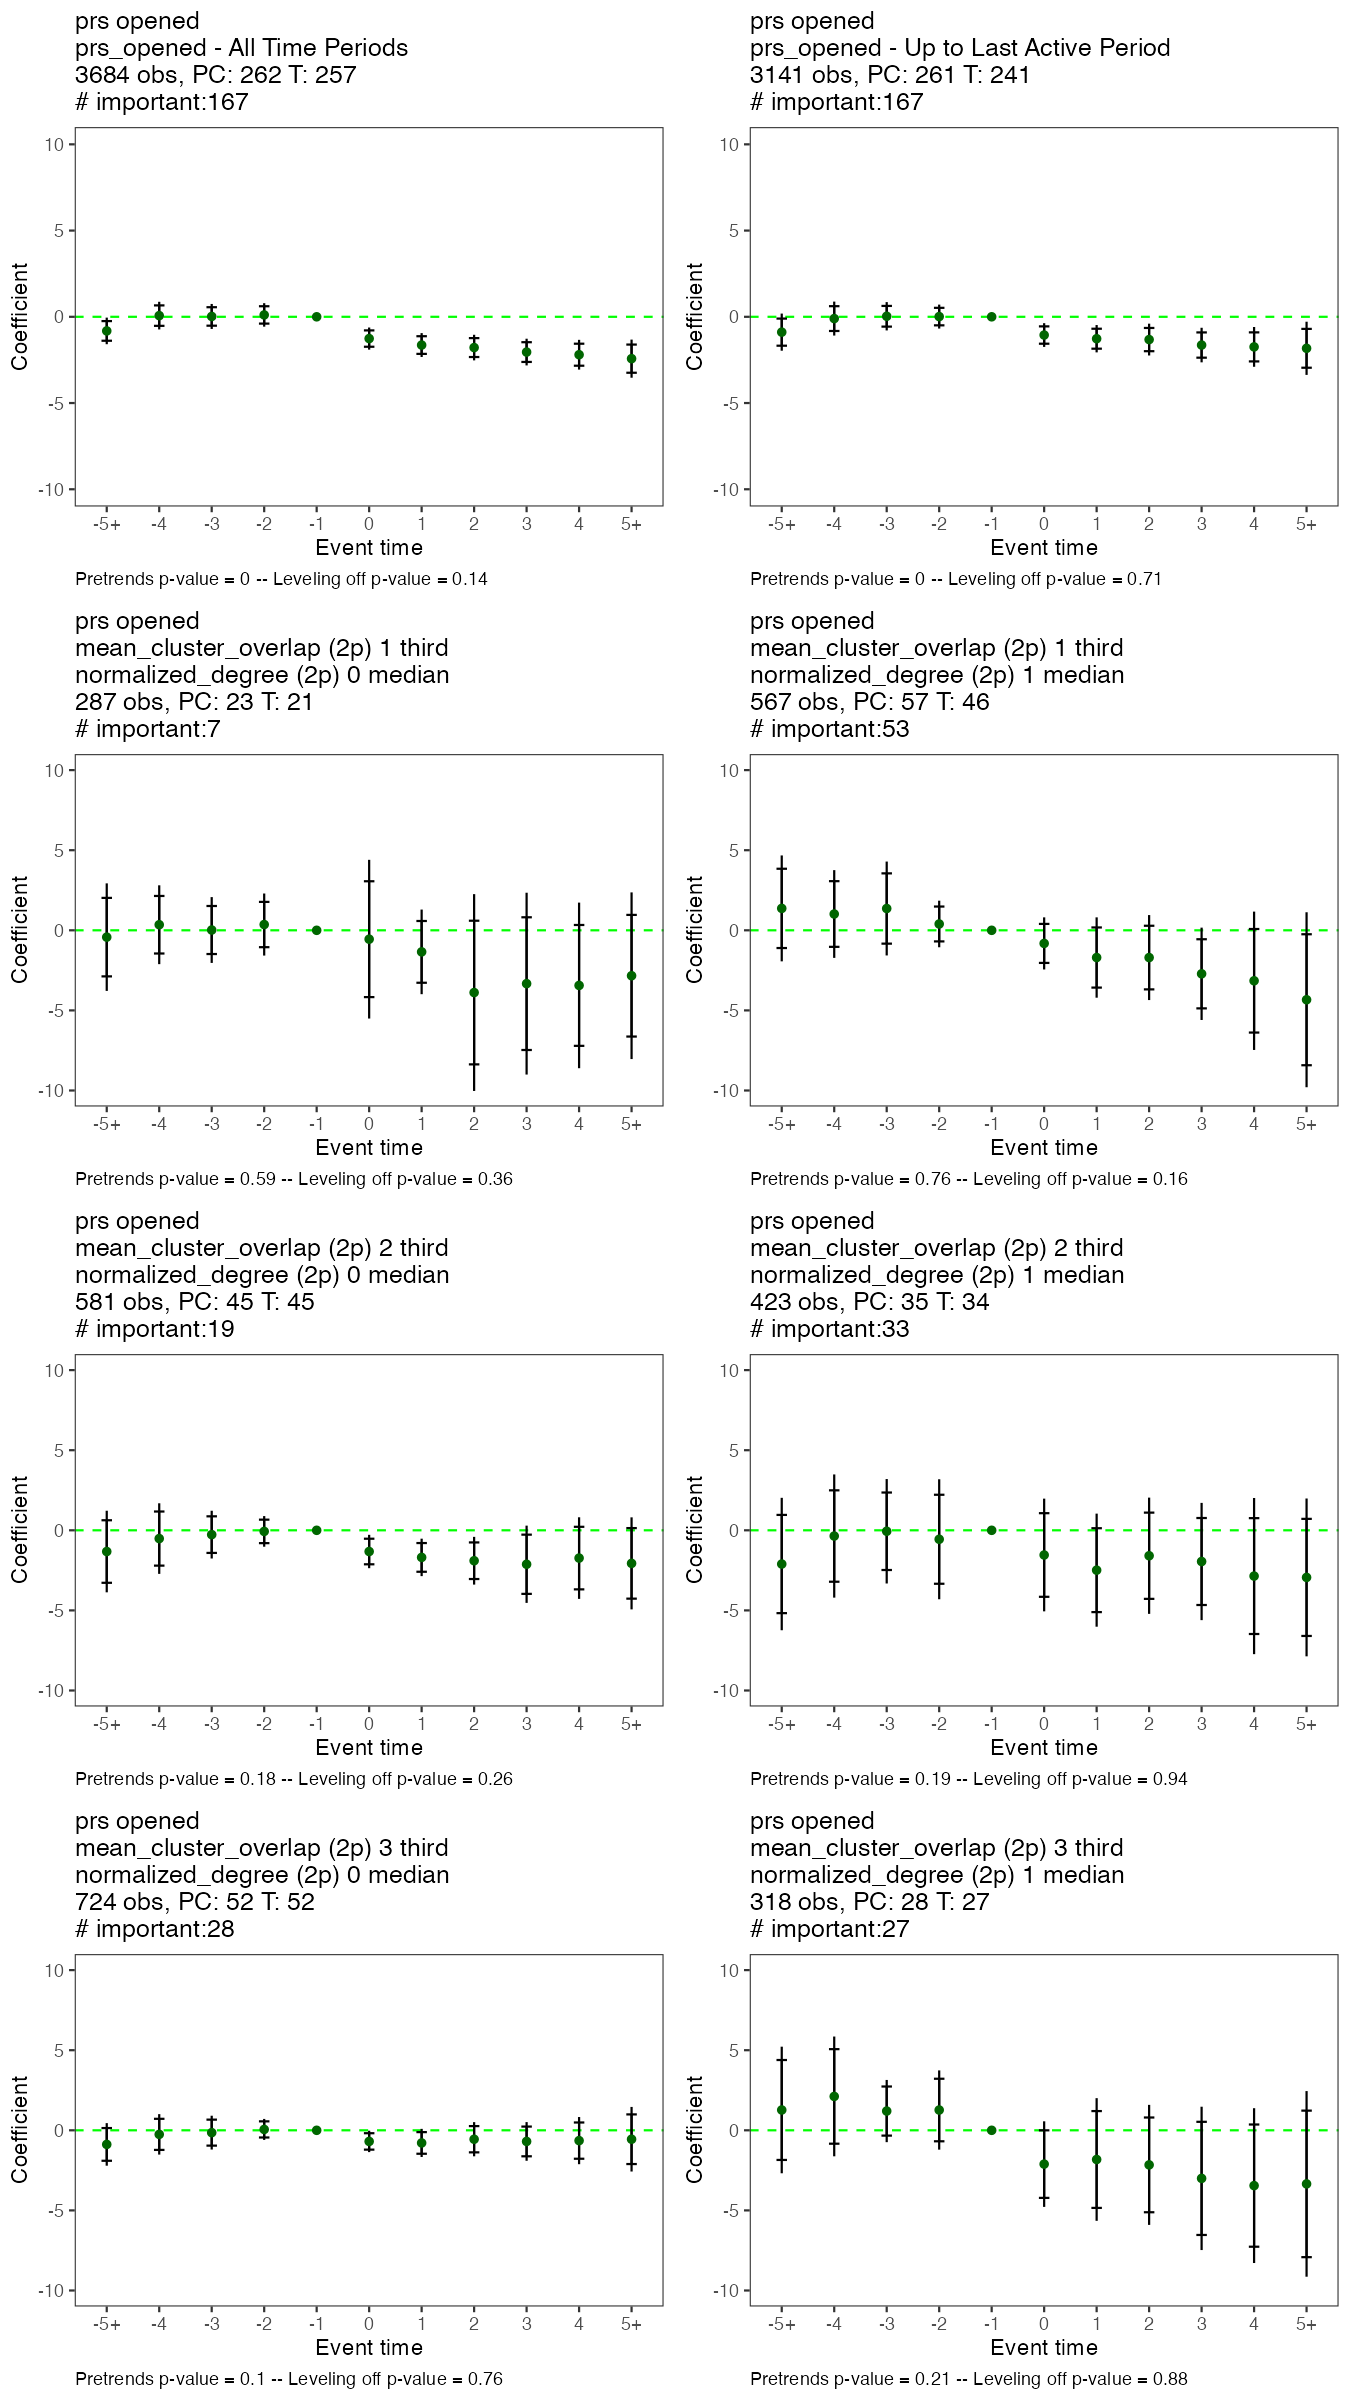 prs opened
prs_opened - All Time Periods
3684 obs, PC: 262 T: 257
# important:167
10
5
0
-5
-10
Coefficient
-5+ -4 -3 -2 -1 0 1 2 3 4 5+
Event time
Pretrends p-value = 0 -- Leveling off p-value = 0.14
prs opened
prs_opened - Up to Last Active Period
3141 obs, PC: 261 T: 241
# important:167
10
5
0
-5
-10
Coefficient
-5+ -4 -3 -2 -1 0 1 2 3 4 5+
Event time
Pretrends p-value = 0 -- Leveling off p-value = 0.71
prs opened
mean_cluster_overlap (2p) 1 third
normalized_degree (2p) 0 median
287 obs, PC: 23 T: 21
# important:7
10
5
0
-5
-10
Coefficient
-5+ -4 -3 -2 -1 0 1 2 3 4 5+
Event time
Pretrends p-value = 0.59 -- Leveling off p-value = 0.36
prs opened
mean_cluster_overlap (2p) 1 third
normalized_degree (2p) 1 median
567 obs, PC: 57 T: 46
# important:53
10
5
0
-5
-10
Coefficient
-5+ -4 -3 -2 -1 0 1 2 3 4 5+
Event time
Pretrends p-value = 0.76 -- Leveling off p-value = 0.16
prs opened
mean_cluster_overlap (2p) 2 third
normalized_degree (2p) 0 median
581 obs, PC: 45 T: 45
# important:19
10
5
0
-5
-10
Coefficient
-5+ -4 -3 -2 -1 0 1 2 3 4 5+
Event time
Pretrends p-value = 0.18 -- Leveling off p-value = 0.26
prs opened
mean_cluster_overlap (2p) 2 third
normalized_degree (2p) 1 median
423 obs, PC: 35 T: 34
# important:33
10
5
0
-5
-10
Coefficient
-5+ -4 -3 -2 -1 0 1 2 3 4 5+
Event time
Pretrends p-value = 0.19 -- Leveling off p-value = 0.94
prs opened
mean_cluster_overlap (2p) 3 third
normalized_degree (2p) 0 median
724 obs, PC: 52 T: 52
# important:28
10
5
0
-5
-10
Coefficient
-5+ -4 -3 -2 -1 0 1 2 3 4 5+
Event time
Pretrends p-value = 0.1 -- Leveling off p-value = 0.76
prs opened
mean_cluster_overlap (2p) 3 third
normalized_degree (2p) 1 median
318 obs, PC: 28 T: 27
# important:27
10
5
0
-5
-10
Coefficient
-5+ -4 -3 -2 -1 0 1 2 3 4 5+
Event time
Pretrends p-value = 0.21 -- Leveling off p-value = 0.88